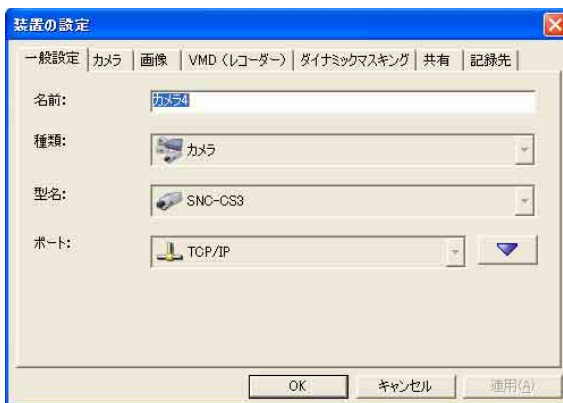 装置の設定
一般設定 カメラ 画像 VMD（レコーダー） ダイナミックマスキング 共有 記録先
名前: カメラ4
種類: カメラ
型名: SNC-CS3
ポート: TCP/IP
OK キャンセル 適用(A)